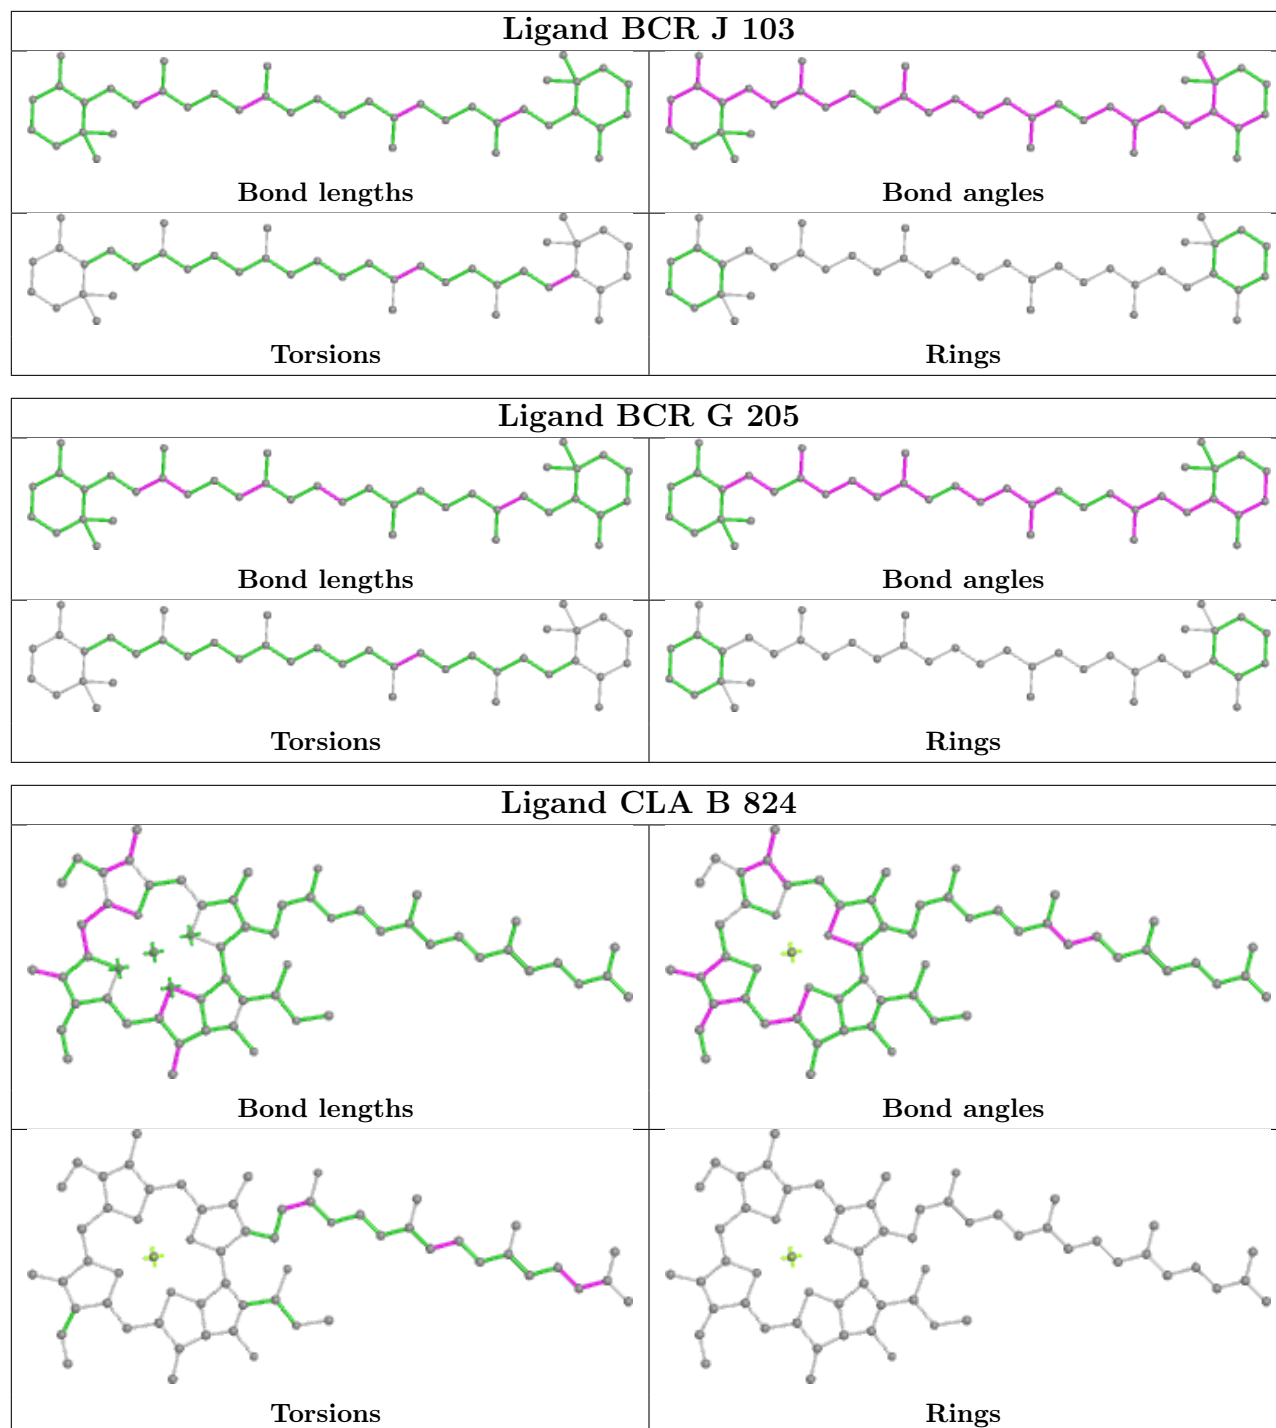 Ligand BCR J 103
Bond lengths
Bond angles
Torsions
Rings
Ligand BCR G 205
Bond lengths
Bond angles
Torsions
Rings
Ligand CLA B 824
Bond lengths
Bond angles
Torsions
Rings